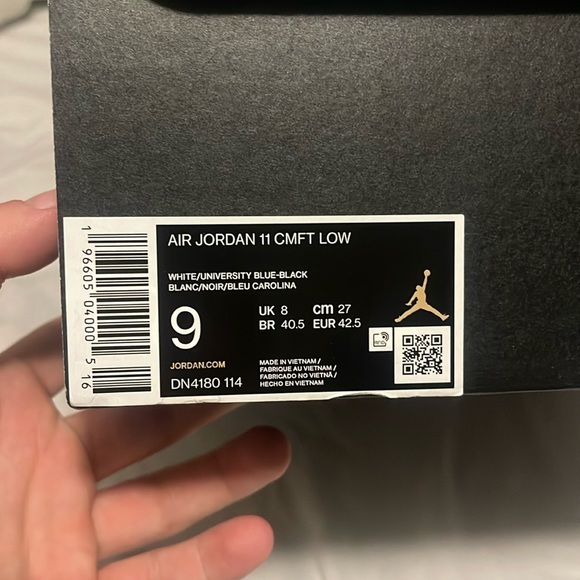 1 96605 04000 5 16
AIR JORDAN 11 CMFT LOW
WHITE/UNIVERSITY BLUE-BLACK
BLANC/NOIR/BLEU CAROLINA
9
UK 8 cm 27
BR 40.5 EUR 42.5
JORDAN.COM
DN4180 114
MADE IN VIETNAM /
FABRIQUE AU VIETNAM /
FABRICADO NO VIETNÃ /
HECHO EN VIETNAM